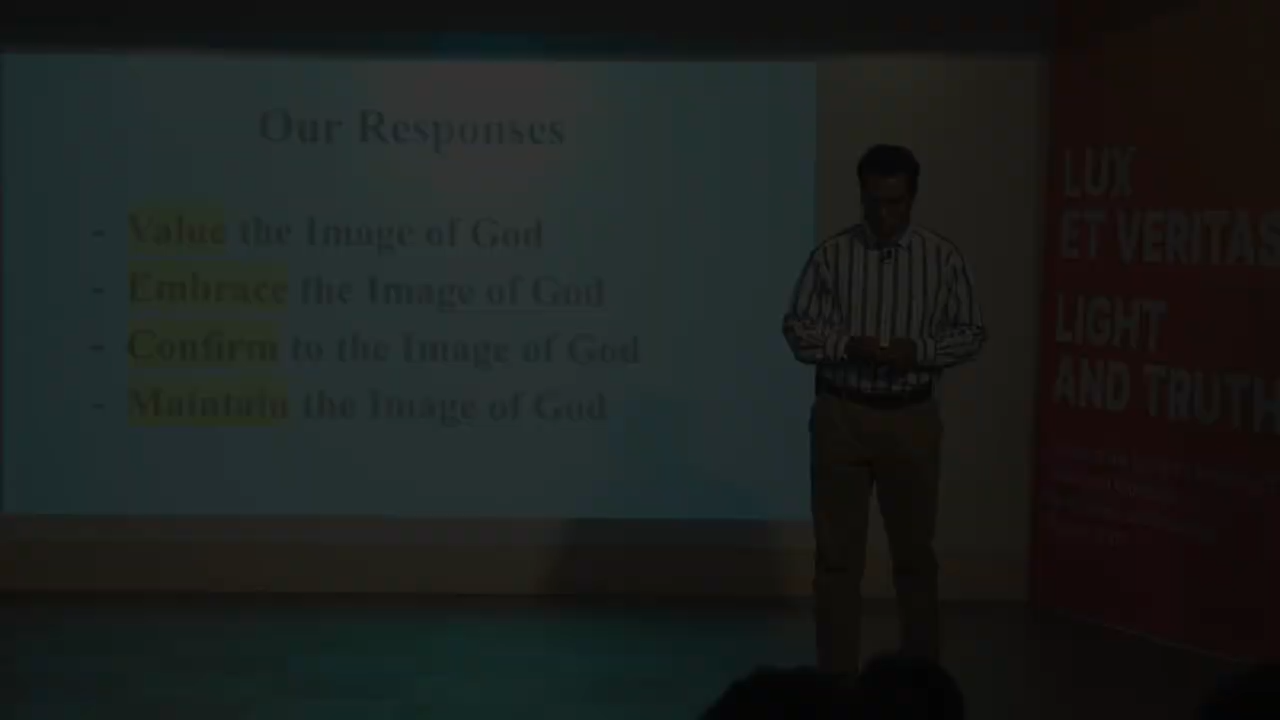 Our Responses
- Value the Image of God
- Embrace the Image of God
- Confirm to the Image of God
- Maintain the Image of God
LUX
ET VERITAS
LIGHT
AND TRUTH